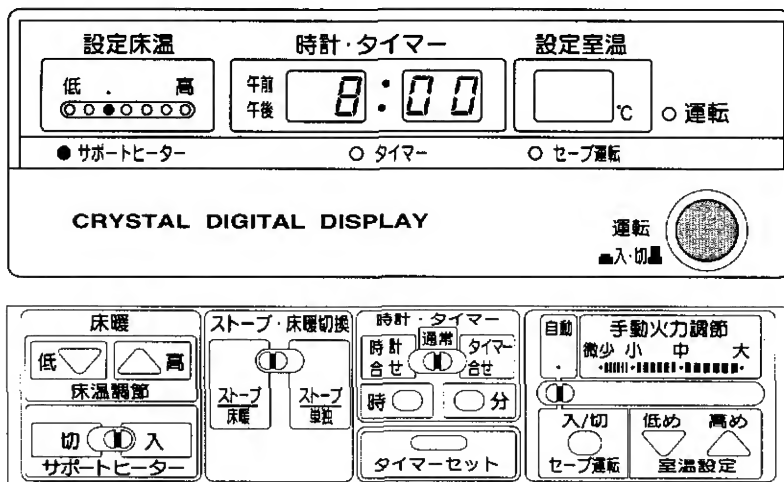 設定床温 時計・タイマー 設定室温
低 . 高 午前 8:00 ℃ 運転
午後
サポートヒーター タイマー セーブ運転
CRYSTAL DIGITAL DISPLAY
運転
入・切
床暖 ストーブ・床暖切換 時計・タイマー 自動 手動火力調節
低 高 時計合せ 通常 タイマー合せ 微少 小 中 大
床温調節 ストーブ/床暖 ストーブ/単独 時 分
切 入 入/切 低め 高め
サポートヒーター タイマーセット セーブ運転 室温設定